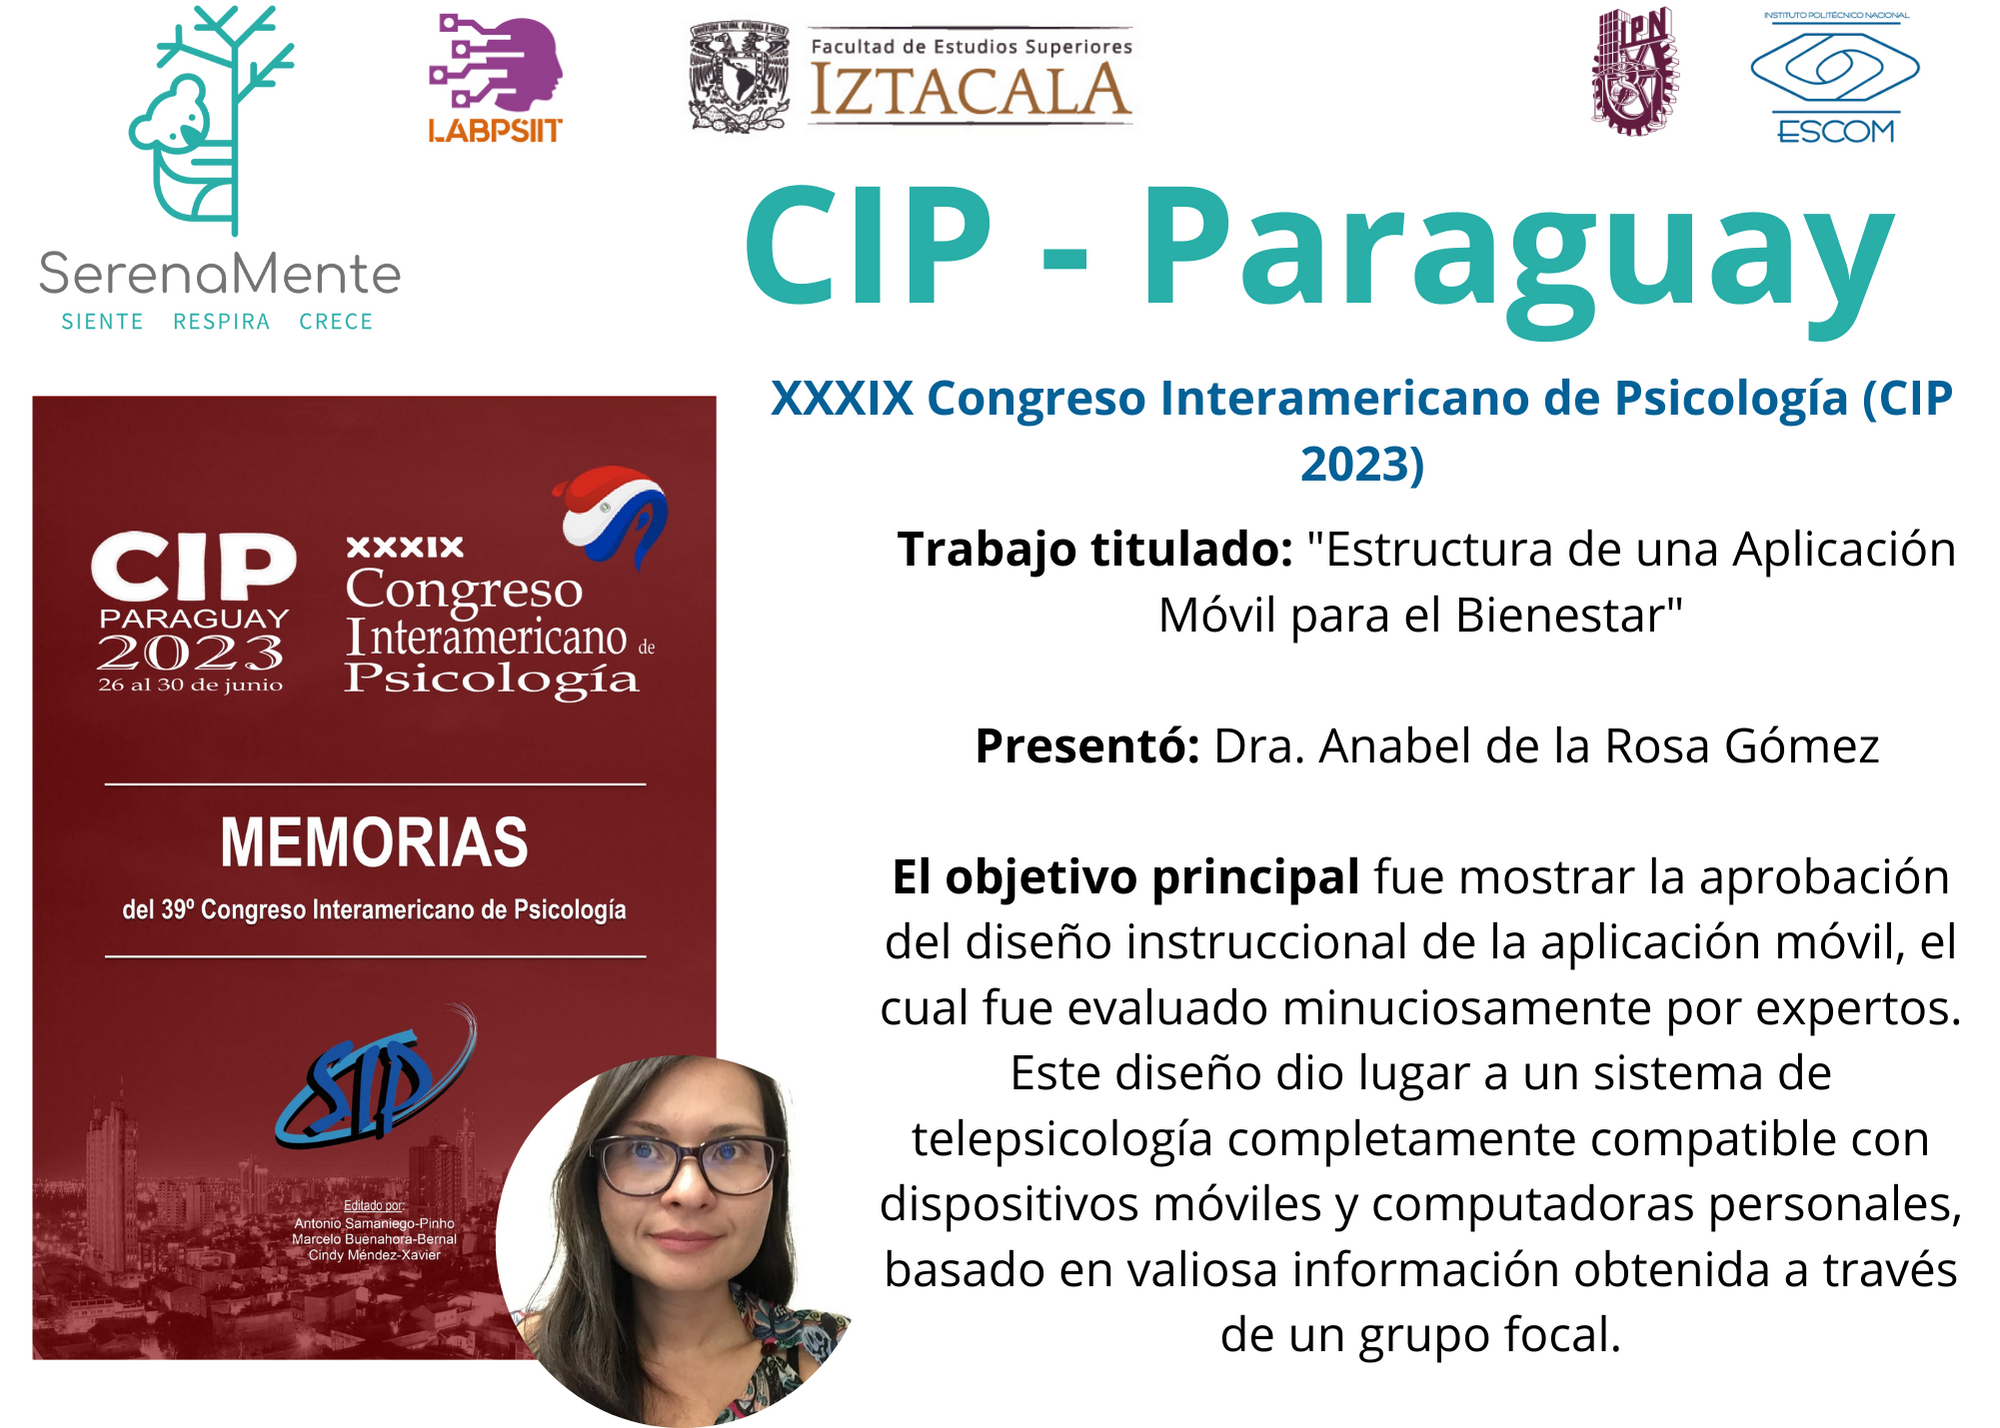 SerenaMente
SIENTE RESPIRA CRECE
LABPSIIT
Facultad de Estudios Superiores
IZTACALA
IPN
INSTITUTO POLITÉCNICO NACIONAL
ESCOM
CIP - Paraguay
XXXIX Congreso Interamericano de Psicología (CIP
2023)
CIP
PARAGUAY
2023
26 al 30 de junio
XXXIX
Congreso
Interamericano de
Psicología
MEMORIAS
del 39º Congreso Interamericano de Psicología
SIP
Editado por:
Antonio Samaniego-Pinho
Marcelo Buenahora-Bernal
Cindy Méndez-Xavier
Trabajo titulado: "Estructura de una Aplicación
Móvil para el Bienestar"
Presentó: Dra. Anabel de la Rosa Gómez
El objetivo principal fue mostrar la aprobación
del diseño instruccional de la aplicación móvil, el
cual fue evaluado minuciosamente por expertos.
Este diseño dio lugar a un sistema de
telepsicología completamente compatible con
dispositivos móviles y computadoras personales,
basado en valiosa información obtenida a través
de un grupo focal.